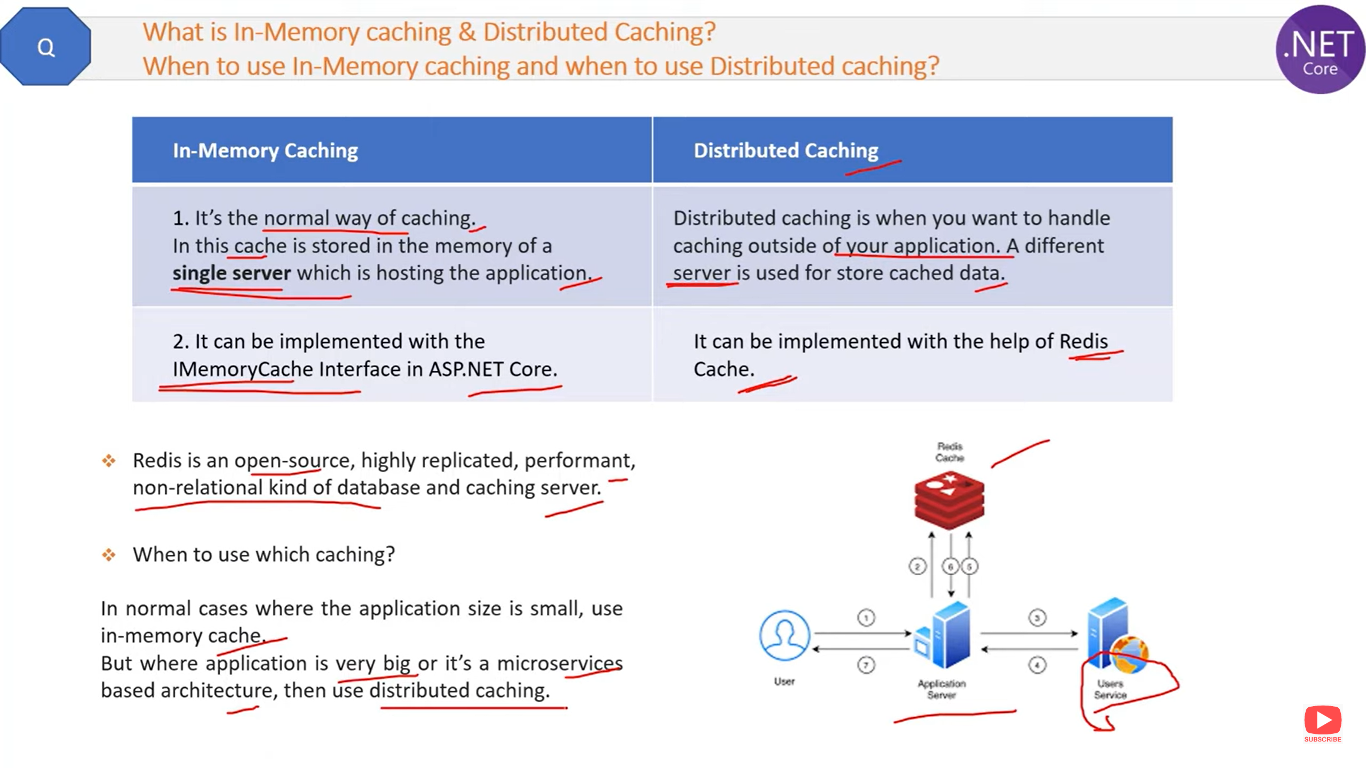 Q
What is In-Memory caching & Distributed Caching?
When to use In-Memory caching and when to use Distributed caching?
.NET
Core
In-Memory Caching
Distributed Caching
1. It's the normal way of caching.
In this cache is stored in the memory of a
single server which is hosting the application.
Distributed caching is when you want to handle
caching outside of your application. A different
server is used for store cached data.
2. It can be implemented with the
IMemoryCache Interface in ASP.NET Core.
It can be implemented with the help of Redis
Cache.
Redis is an open-source, highly replicated, performant,
non-relational kind of database and caching server.
When to use which caching?
In normal cases where the application size is small, use
in-memory cache.
But where application is very big or it's a microservices
based architecture, then use distributed caching.
Redis
Cache
2
6
5
1
3
7
4
User
Application
Server
Users
Service
SUBSCRIBE